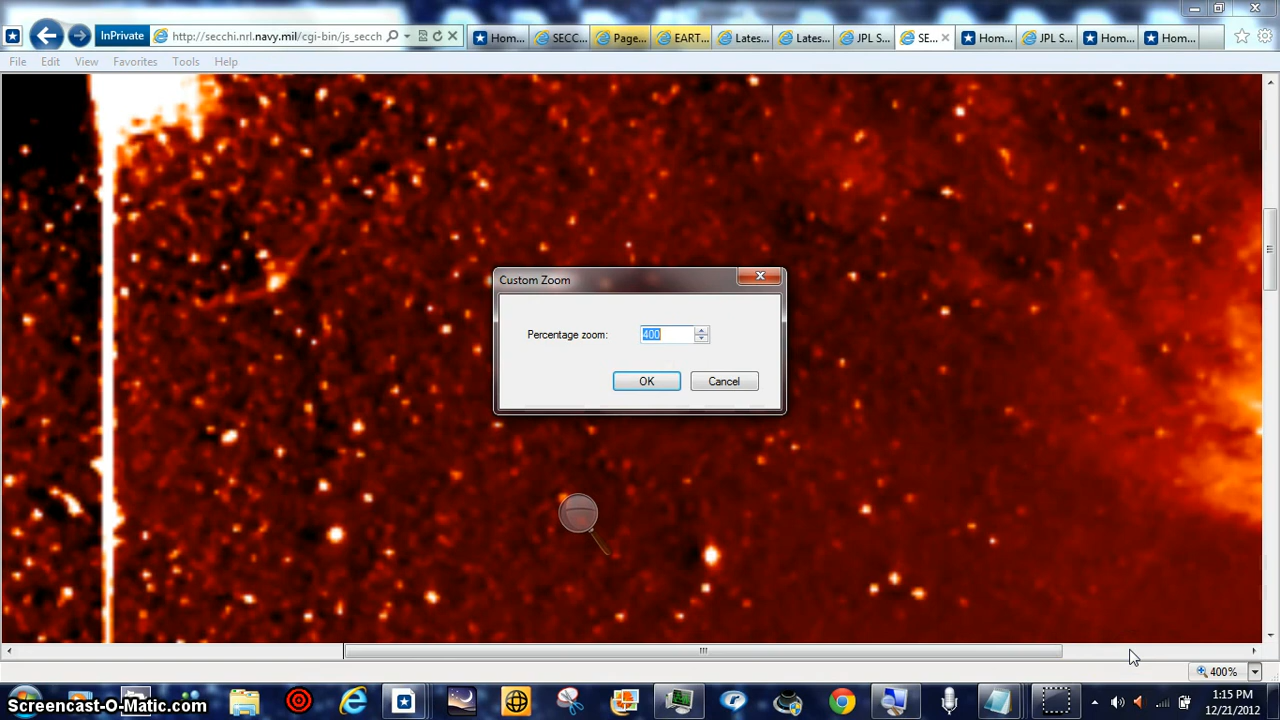 InPrivate http://secchi.nrl.navy.mil/cgi-bin/js_secch Hom... SECC... Page... EART... Lates... Lates... JPL S... SE... Hom... JPL S... Hom... Hom...
File Edit View Favorites Tools Help
Custom Zoom
Percentage zoom: 400
OK Cancel
400%
1:15 PM
Screencast-O-Matic.com 12/21/2012